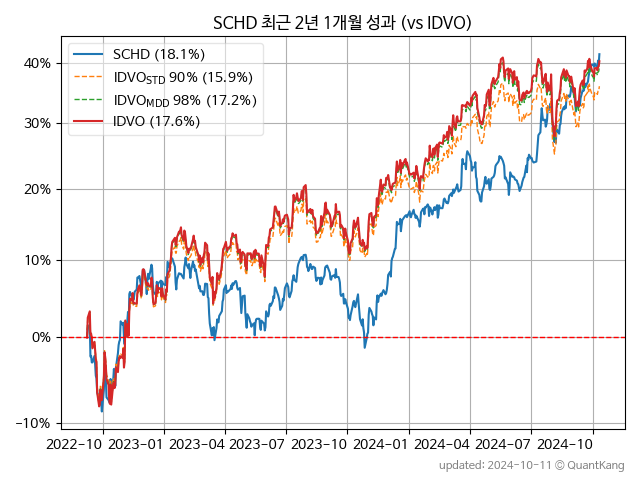 SCHD 최근 2년 1개월 성과 (vs IDVO)
SCHD (18.1%)
IDVO_STD 90% (15.9%)
IDVO_MDD 98% (17.2%)
IDVO (17.6%)
40%
30%
20%
10%
0%
−10%
2022-10 2023-01 2023-04 2023-07 2023-10 2024-01 2024-04 2024-07 2024-10
updated: 2024-10-11 © QuantKang